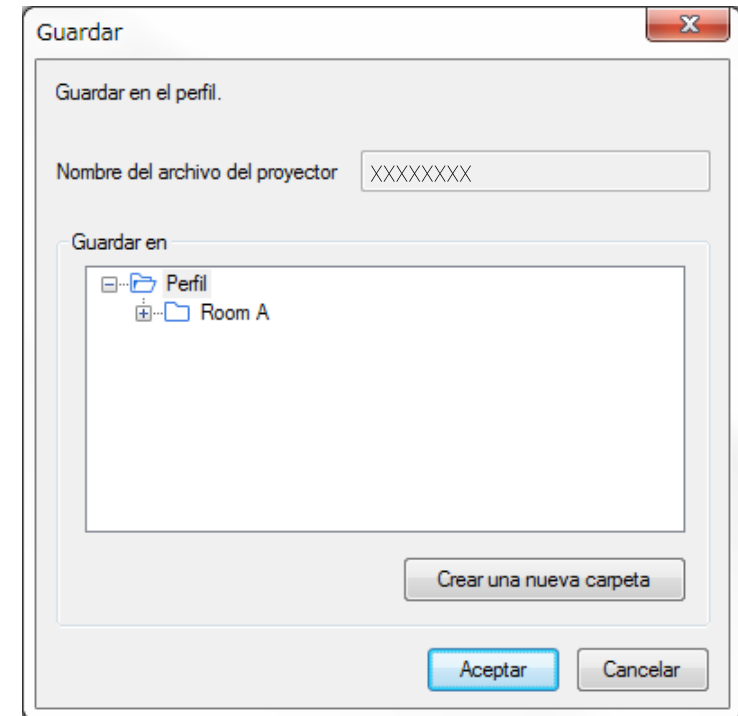 Guardar
Guardar en el perfil.
Nombre del archivo del proyector XXXXXXXX
Guardar en
Perfil
Room A
Crear una nueva carpeta
Aceptar Cancelar